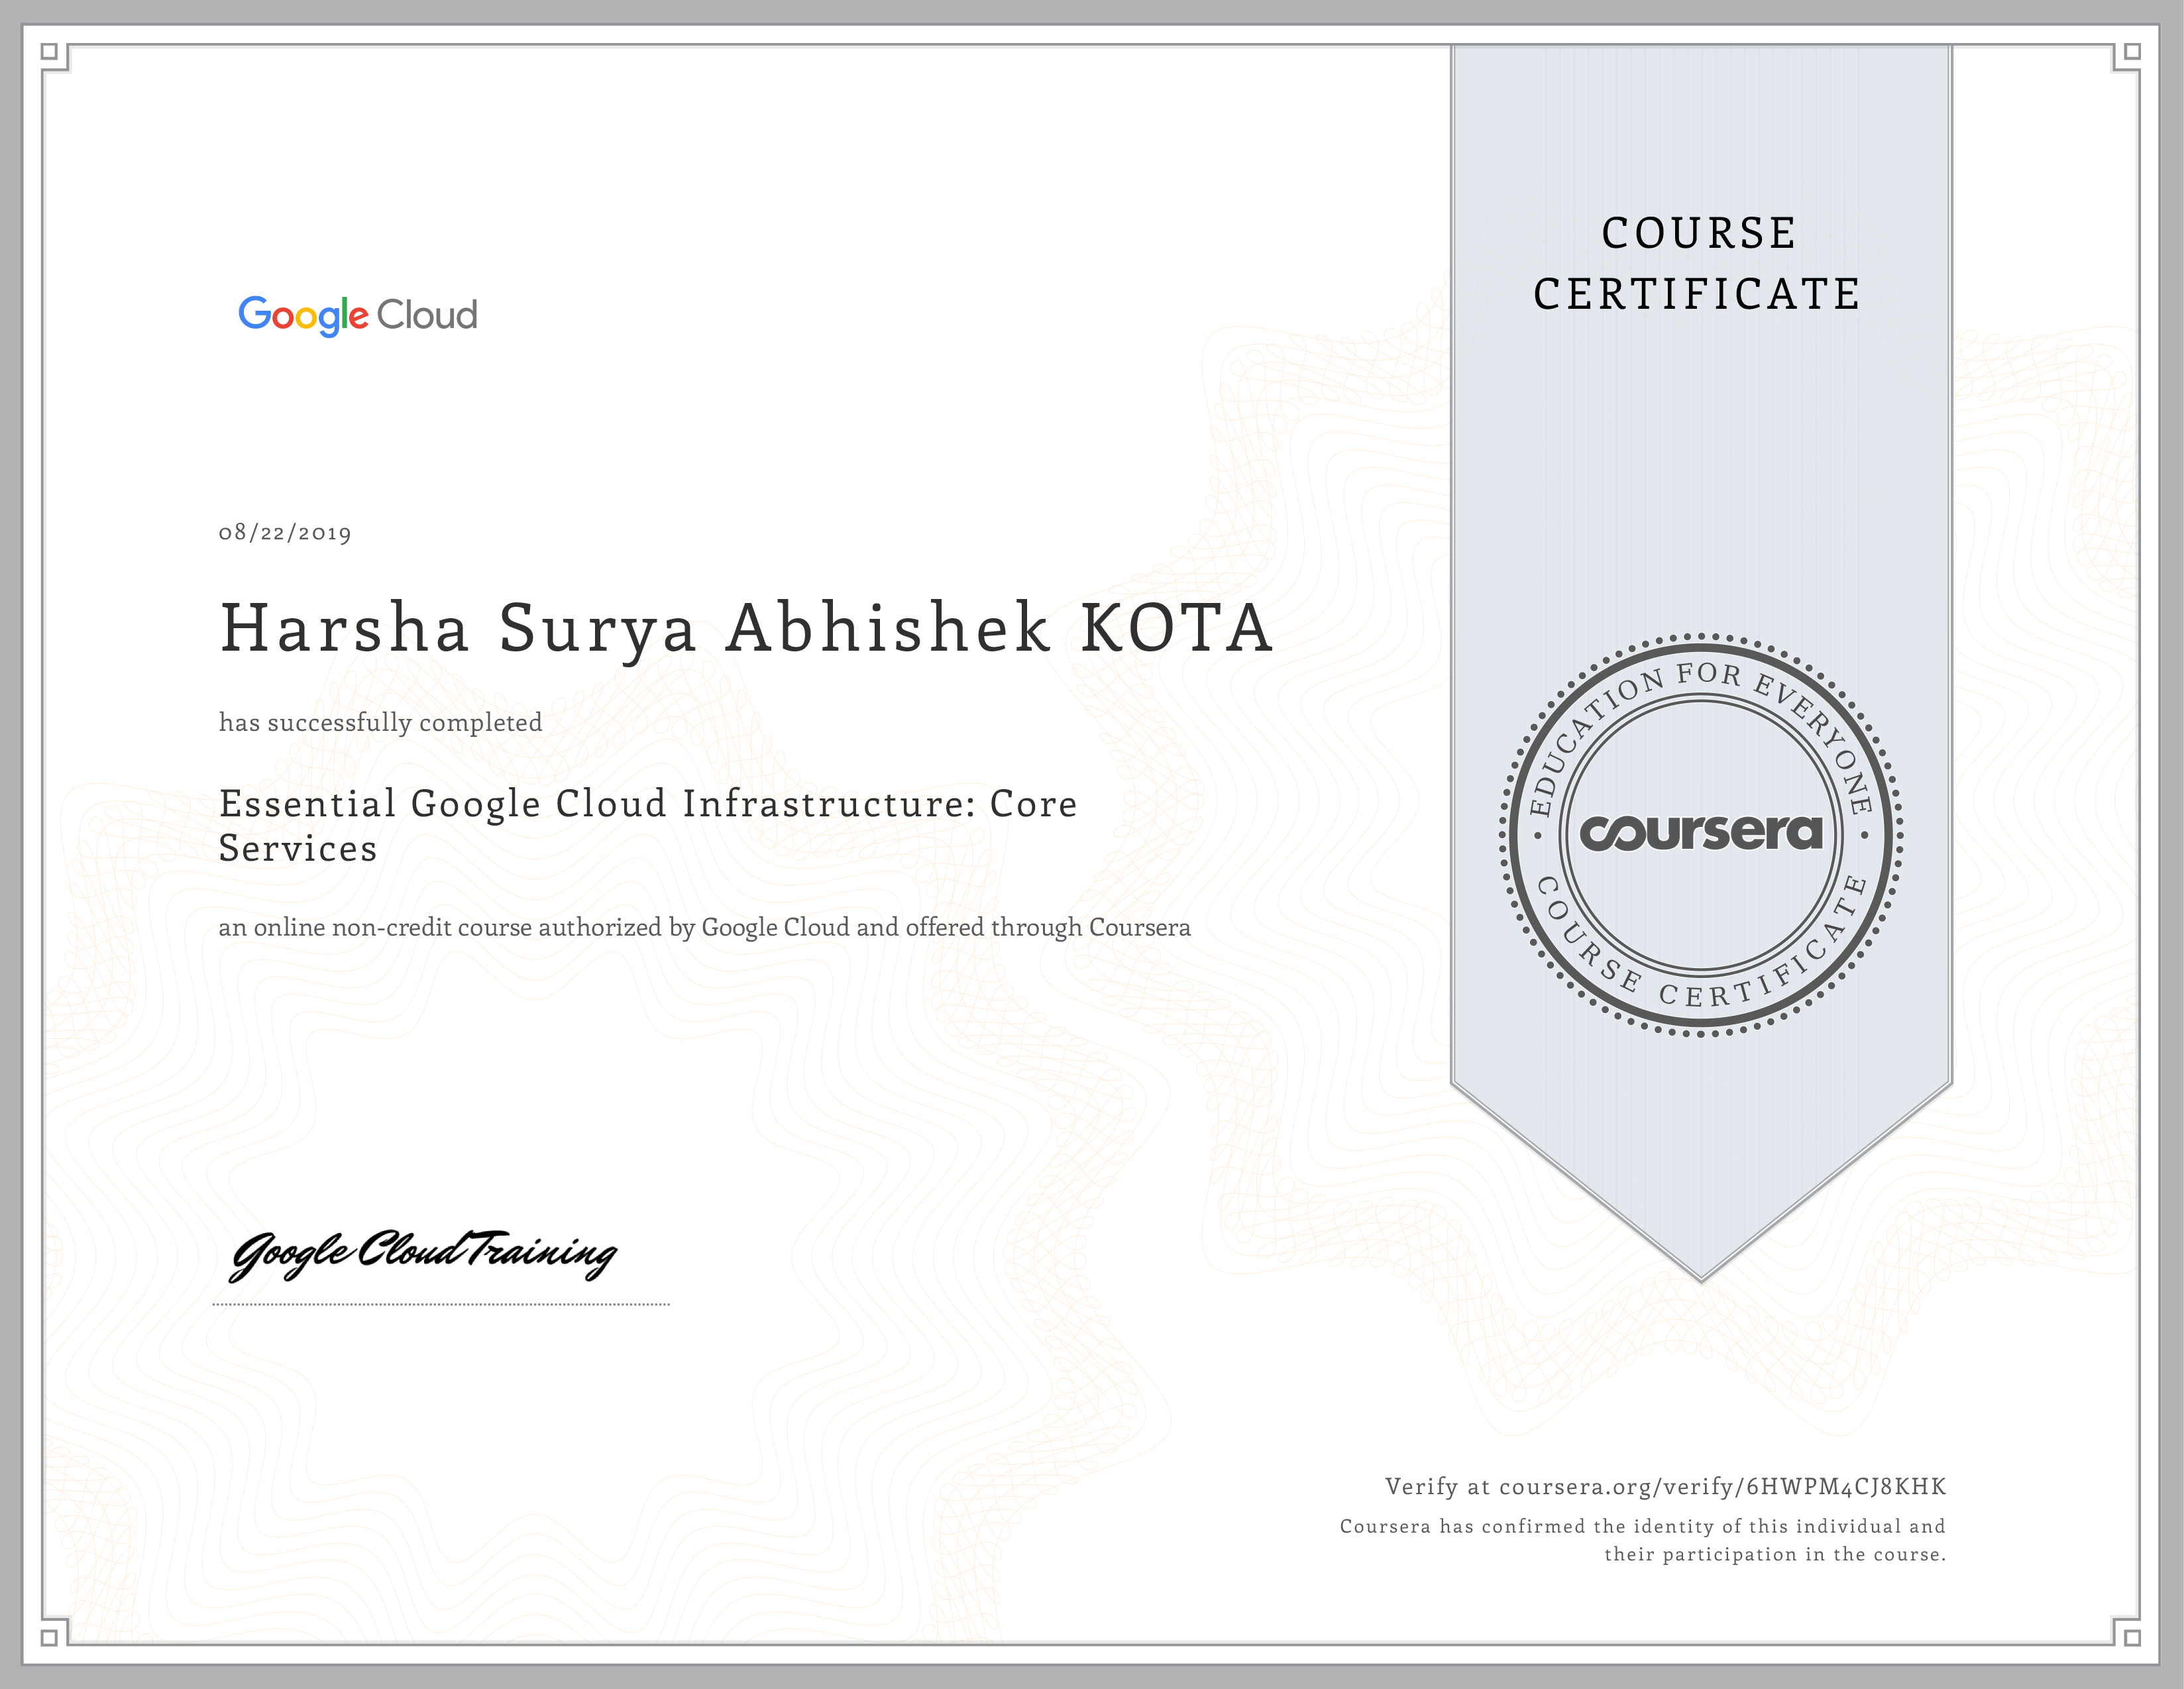 Google Cloud
COURSE
CERTIFICATE
08/22/2019
Harsha Surya Abhishek KOTA
has successfully completed
Essential Google Cloud Infrastructure: Core
Services
an online non-credit course authorized by Google Cloud and offered through Coursera
EDUCATION FOR EVERYONE
coursera
COURSE CERTIFICATE
Google Cloud Training
Verify at coursera.org/verify/6HWPM4CJ8KHK
Coursera has confirmed the identity of this individual and
their participation in the course.